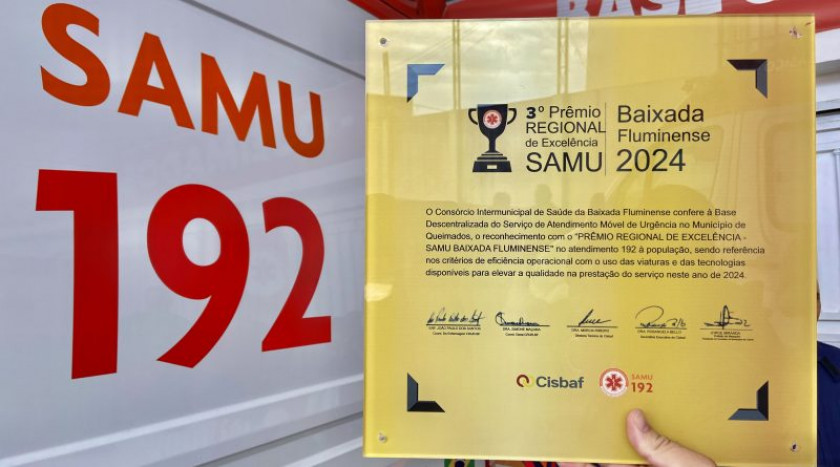 SAMU
192
BASE
3º Prêmio
REGIONAL
de Excelência
SAMU
Baixada
Fluminense
2024
O Consórcio Intermunicipal de Saúde da Baixada Fluminense confere à Base
Descentralizada do Serviço de Atendimento Móvel de Urgência no Município de
Queimados, o reconhecimento com o "PRÊMIO REGIONAL DE EXCELÊNCIA -
SAMU BAIXADA FLUMINENSE" no atendimento 192 à população, sendo referência
nos critérios de eficiência operacional com o uso das viaturas e das tecnologias
disponíveis para elevar a qualidade na prestação do serviço neste ano de 2024.
Cisbaf
SAMU
192